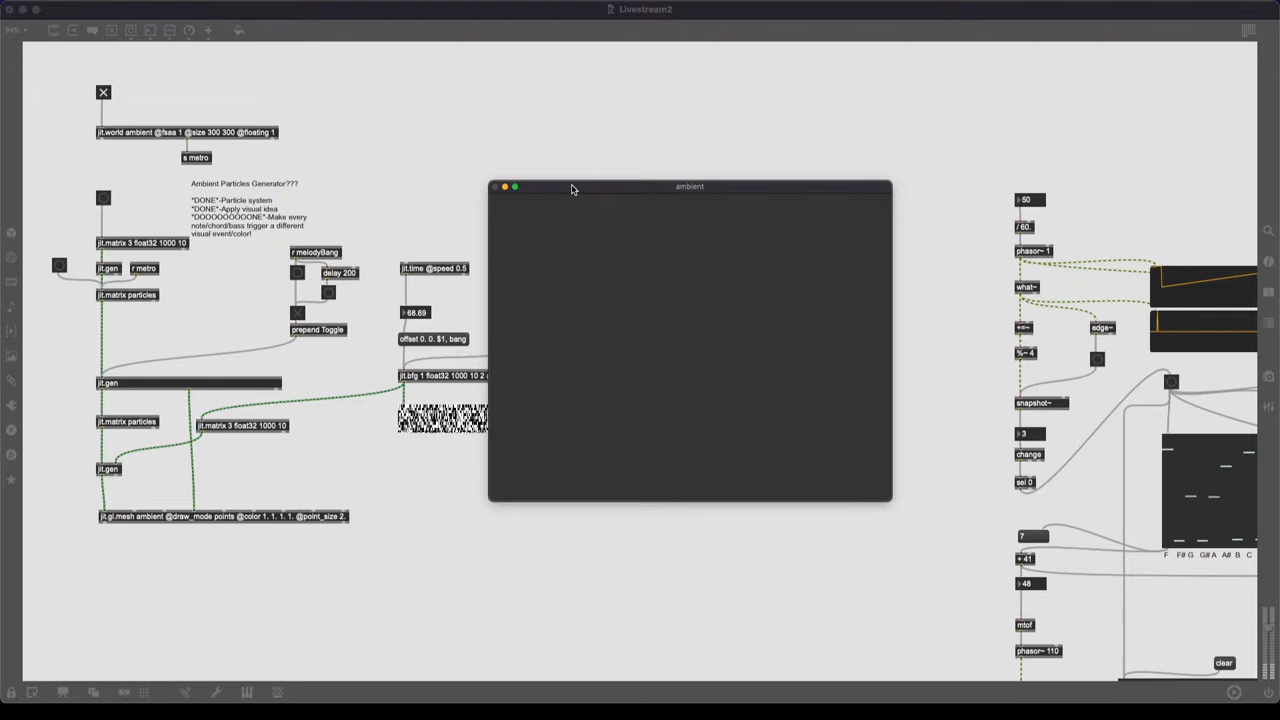 Livestream2
94%
jit.world ambient @fsaa 1 @size 300 300 @floating 1
s metro
Ambient Particles Generator???
*DONE*-Particle system
*DONE*-Apply visual idea
*DOOOOOOOOONE*-Make every
note/chord/bass trigger a different
visual event/color!
jit.matrix 3 float32 1000 10
jit.gen
r metro
jit.matrix particles
r melodyBang
delay 200
prepend Toggle
jit.time @speed 0.5
68.69
offset 0. 0. $1, bang
jit.bfg 1 float32 1000 10 2
jit.gen
jit.matrix particles
jit.matrix 3 float32 1000 10
jit.gen
jit.gl.mesh ambient @draw_mode points @color 1. 1. 1. 1. @point_size 2.
ambient
50
/ 60.
phasor~ 1
what~
+=~
edge~
%~ 4
snapshot~
3
change
sel 0
7
F F# G G# A A# B C
+ 41
48
mtof
phasor~ 110
clear